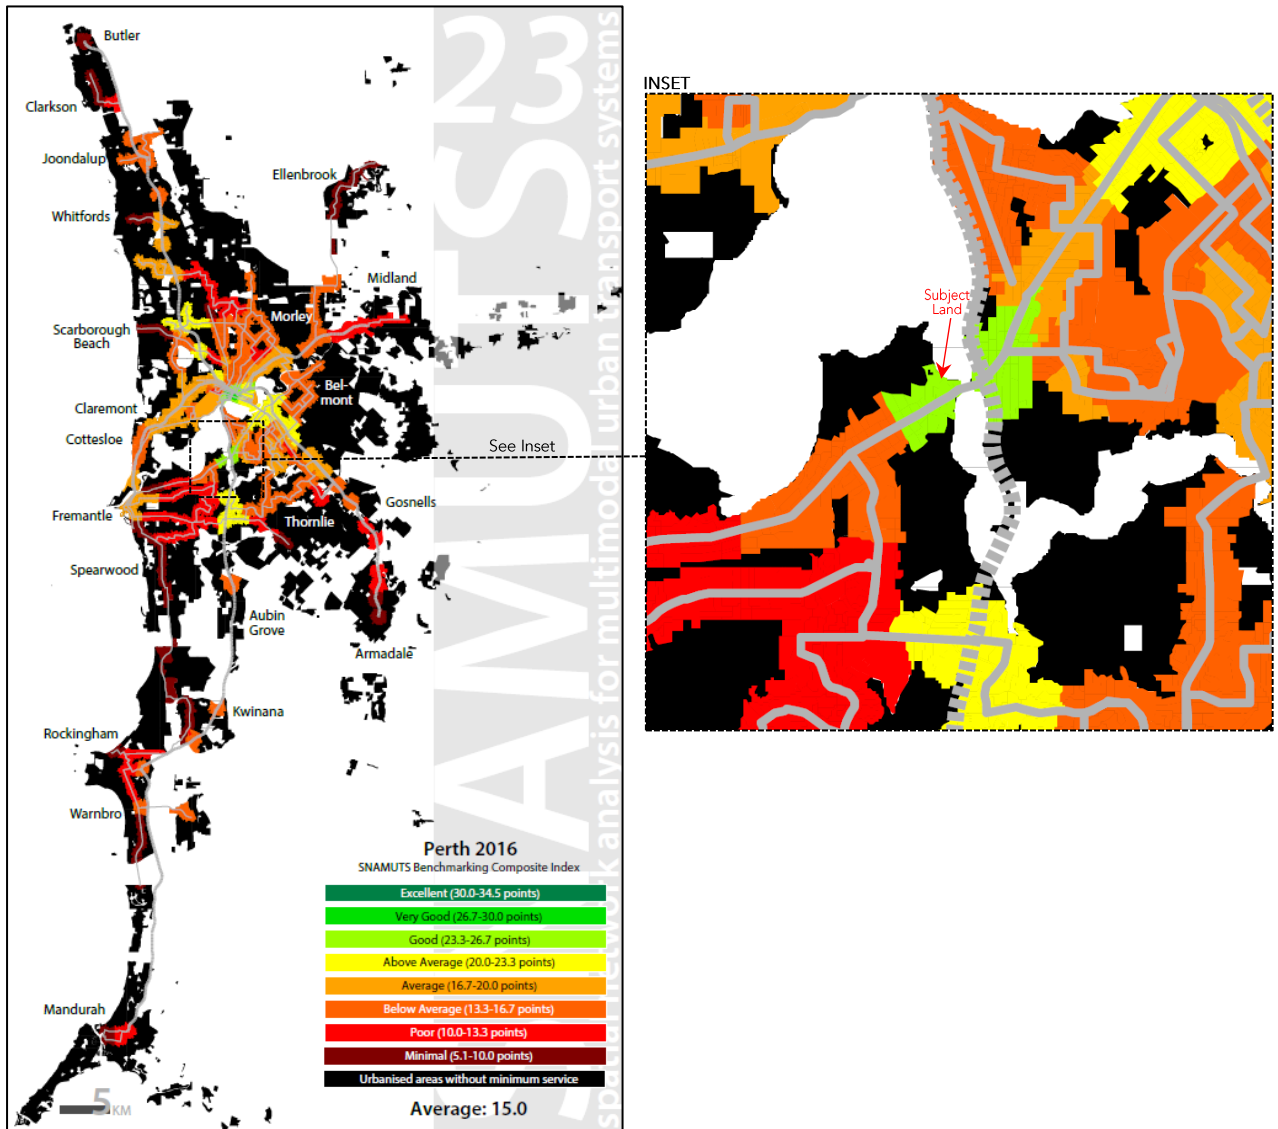 Butler
Clarkson
Joondalup
Ellenbrook
Whitfords
Midland
Morley
Scarborough
Beach
Bel-
mont
Claremont
Cottesloe
See Inset
Gosnells
Fremantle
Thornlie
Spearwood
Aubin
Grove
Armadale
Kwinana
Rockingham
Warnbro
Mandurah
5 KM
SNAMUTS 23
spatial network analysis for multimodal urban transport systems
Perth 2016
SNAMUTS Benchmarking Composite Index
Excellent (30.0-34.5 points)
Very Good (26.7-30.0 points)
Good (23.3-26.7 points)
Above Average (20.0-23.3 points)
Average (16.7-20.0 points)
Below Average (13.3-16.7 points)
Poor (10.0-13.3 points)
Minimal (5.1-10.0 points)
Urbanised areas without minimum service
Average: 15.0
INSET
Subject
Land